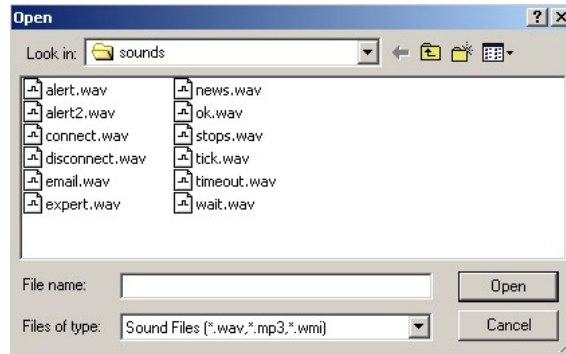 Open
Look in: sounds
alert.wav
alert2.wav
connect.wav
disconnect.wav
email.wav
expert.wav
news.wav
ok.wav
stops.wav
tick.wav
timeout.wav
wait.wav
File name:
Open
Files of type: Sound Files (*.wav,*.mp3,*.wmi)
Cancel